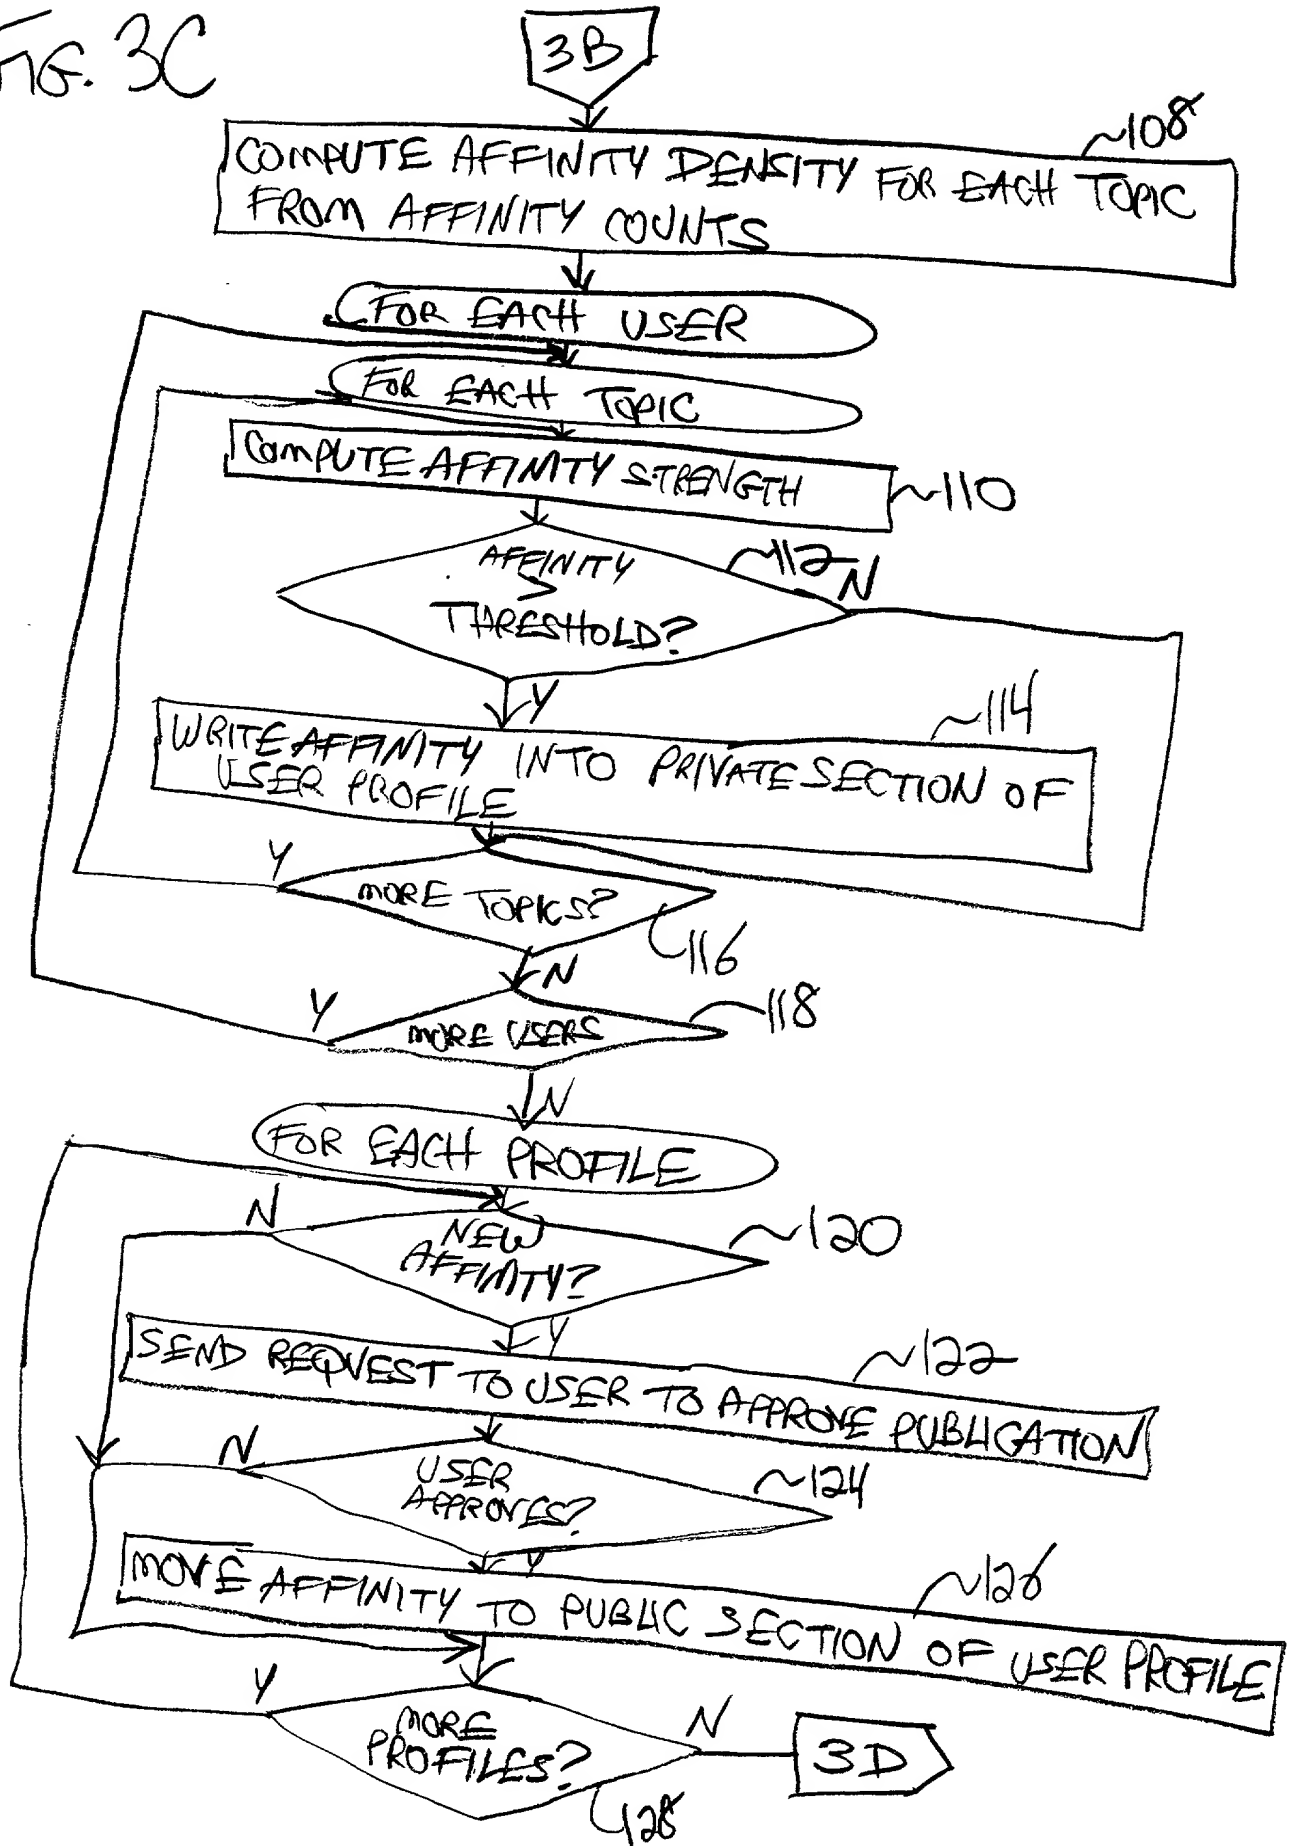 FIG. 3C
3B
108
COMPUTE AFFINITY DENSITY FOR EACH TOPIC
FROM AFFINITY COUNTS
FOR EACH USER
FOR EACH TOPIC
COMPUTE AFFINITY STRENGTH
110
AFFINITY
112 N
>
THRESHOLD?
Y
114
WRITE AFFINITY INTO PRIVATE SECTION OF
USER PROFILE
Y
MORE TOPICS?
116
N
Y
118
MORE USERS
N
FOR EACH PROFILE
N
NEW
120
AFFINITY?
Y
122
SEND REQUEST TO USER TO APPROVE PUBLICATION
N
USER
124
APPROVES?
Y
126
MOVE AFFINITY TO PUBLIC SECTION OF USER PROFILE
Y
MORE
N
PROFILES?
3D
128